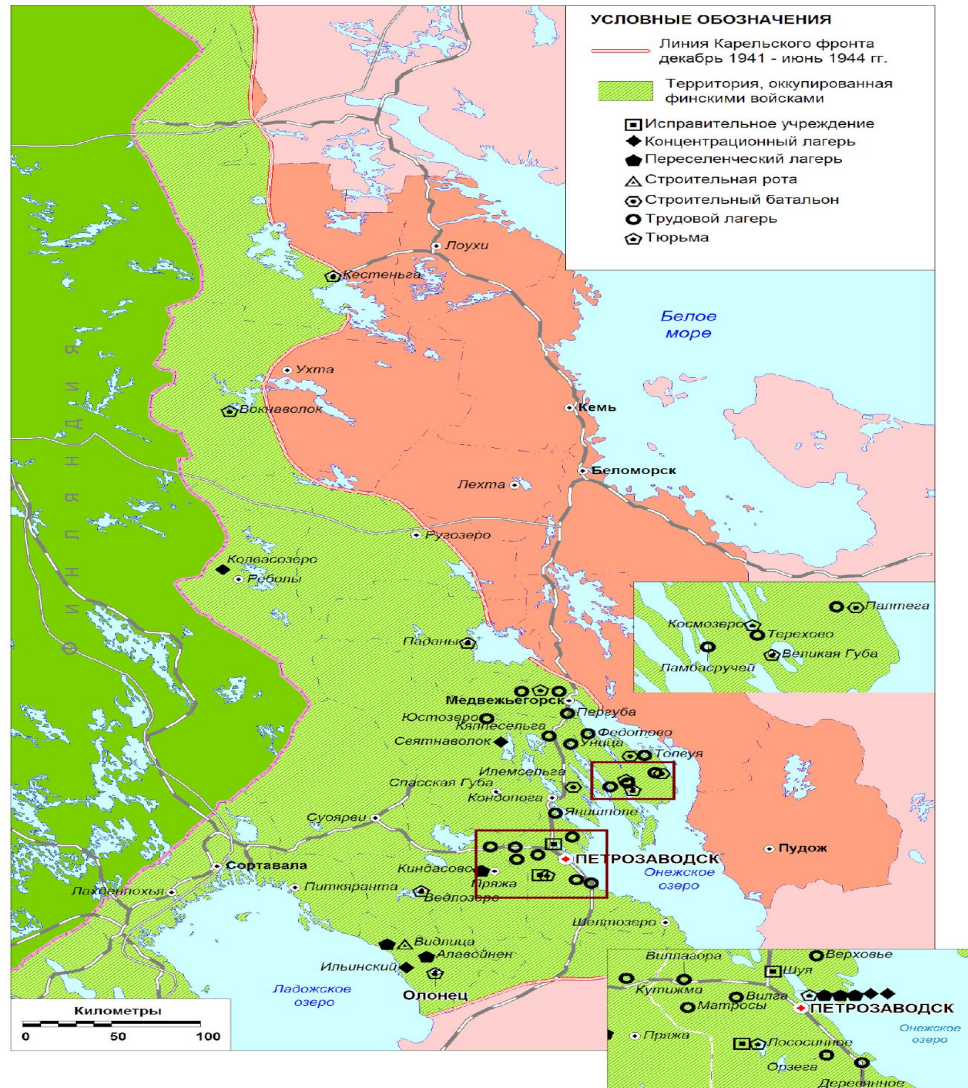 УСЛОВНЫЕ ОБОЗНАЧЕНИЯ
Линия Карельского фронта
декабрь 1941 - июнь 1944 гг.
Территория, оккупированная
финскими войсками
Исправительное учреждение
Концентрационный лагерь
Переселенческий лагерь
Строительная рота
Строительный батальон
Трудовой лагерь
Тюрьма
Лоухи
Кестеньга
Белое
море
ФИНЛЯНДИЯ
Ухта
Вокнаволок
Кемь
Беломорск
Лехта
Ругозеро
Колвасозеро
Реболы
Паданы
Палтега
Космозеро
Терехово
Великая Губа
Ламбасручей
Медвежьегорск
Юстозеро
Пергуба
Кяппесельга
Федотово
Святнаволок
Уница
Толвуя
Илемсельга
Спасская Губа
Кондопога
Янишполе
Суоярви
ПЕТРОЗАВОДСК
Пудож
Сортавала
Киндасово
Пряжа
Онежское
озеро
Лахденпохья
Питкяранта
Ведлозеро
Шелтозеро
Видлица
Алавойнен
Ильинский
Олонец
Ладожское
озеро
Километры
0 50 100
Верховье
Виллагора
Шуя
Кутижма
Вилга
Матросы
ПЕТРОЗАВОДСК
Онежское
озеро
Пряжа
Лососинное
Орзега
Деревянное